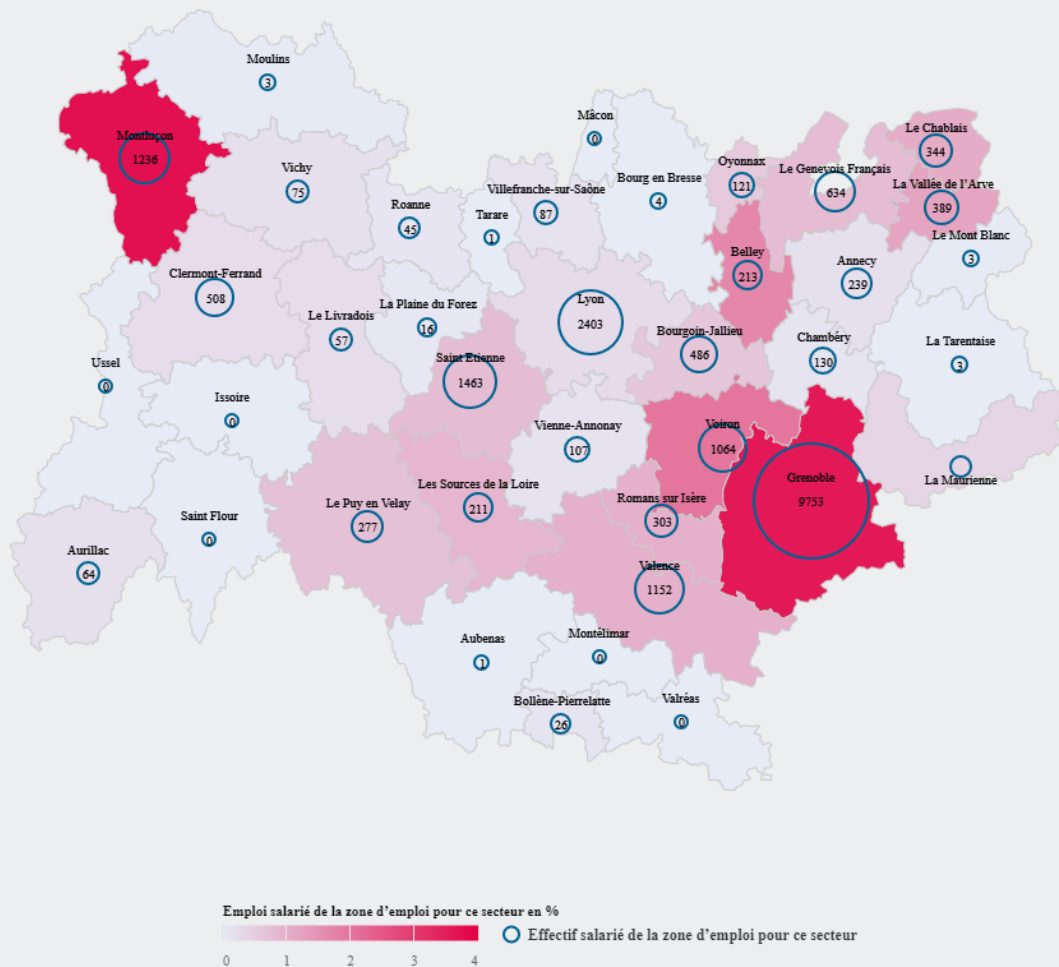 Moulins
3
Montluçon
1236
Mâcon
0
Le Chablais
344
Vichy
75
Oyonnax
121
Le Genevois Français
634
La Vallée de l’Arve
389
Bourg en Bresse
4
Villefranche-sur-Saône
87
Roanne
45
Tarare
1
Le Mont Blanc
3
Belley
213
Annecy
239
Clermont-Ferrand
508
Lyon
2403
La Plaine du Forez
16
Le Livradois
57
Bourgoin-Jallieu
486
Chambéry
130
La Tarentaise
3
Saint Etienne
1463
Ussel
0
Issoire
0
Vienne-Annonay
107
Voiron
1064
Grenoble
9753
La Maurienne
Les Sources de la Loire
211
Le Puy en Velay
277
Romans sur Isère
303
Saint Flour
0
Aurillac
64
Valence
1152
Aubenas
1
Montélimar
0
Bollène-Pierrelatte
26
Valréas
0
Emploi salarié de la zone d’emploi pour ce secteur en %
0 1 2 3 4
Effectif salarié de la zone d’emploi pour ce secteur